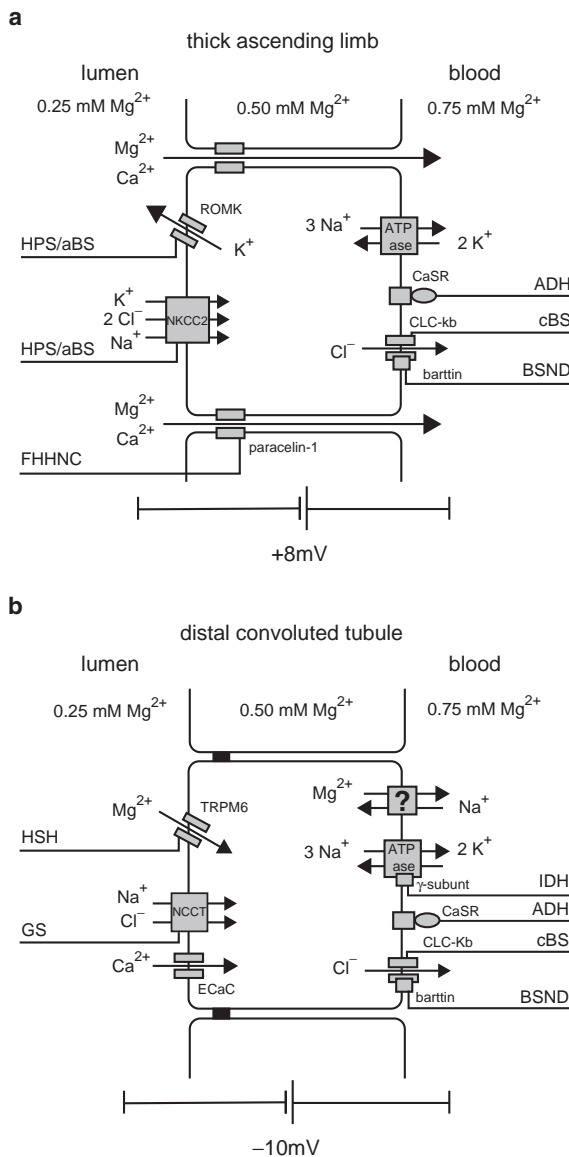 a
thick ascending limb
lumen
blood
0.25 mM Mg2+
0.50 mM Mg2+
0.75 mM Mg2+
Mg2+
Ca2+
ROMK
K+
HPS/aBS
3 Na+
ATP
ase
2 K+
CaSR
ADH
K+
2 Cl–
Na+
NKCC2
HPS/aBS
CLC-kb
cBS
Cl–
barttin
BSND
Mg2+
Ca2+
paracelin-1
FHHNC
+8mV
b
distal convoluted tubule
lumen
blood
0.25 mM Mg2+
0.50 mM Mg2+
0.75 mM Mg2+
Mg2+
?
Na+
Mg2+
TRPM6
HSH
3 Na+
ATP
ase
2 K+
γ-subunt
IDH
Na+
Cl–
NCCT
GS
CaSR
ADH
CLC-Kb
cBS
Ca2+
ECaC
Cl–
barttin
BSND
–10mV